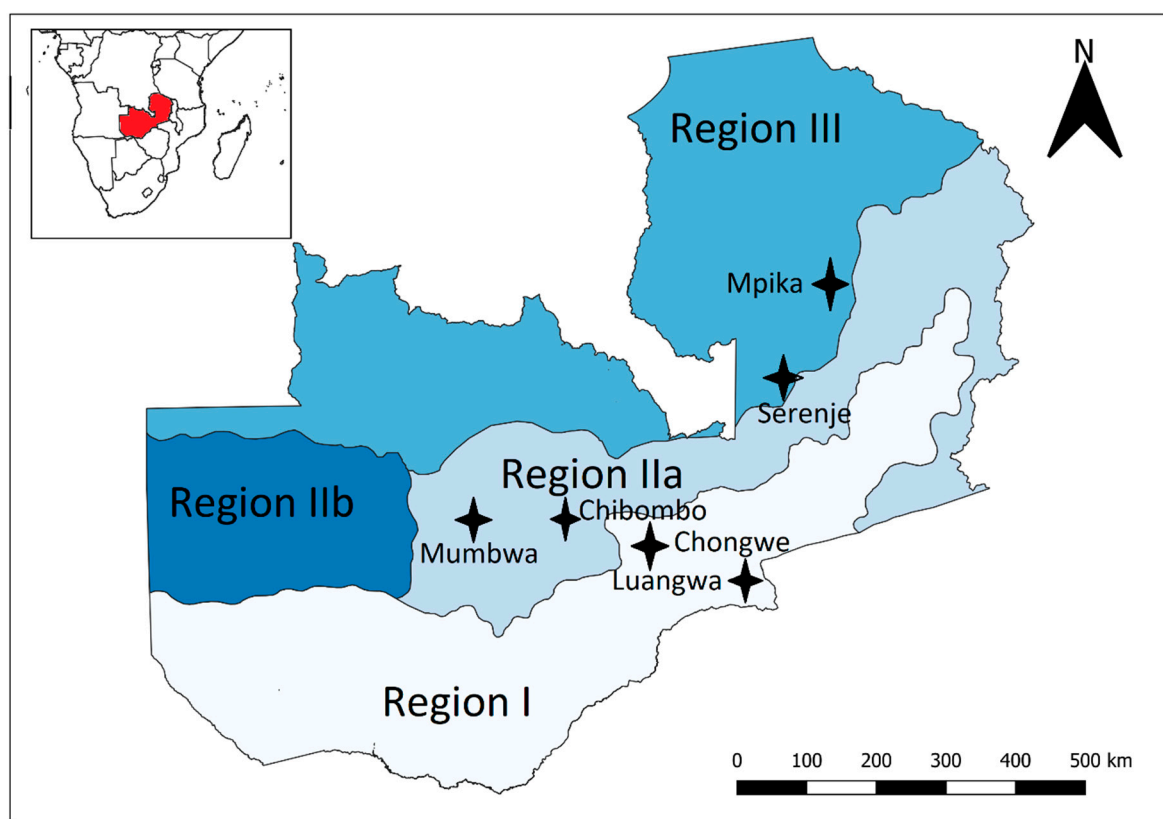 N
Region III
Mpika
Serenje
Region IIa
Region IIb
Chibombo
Mumbwa
Chongwe
Luangwa
Region I
0 100 200 300 400 500 km